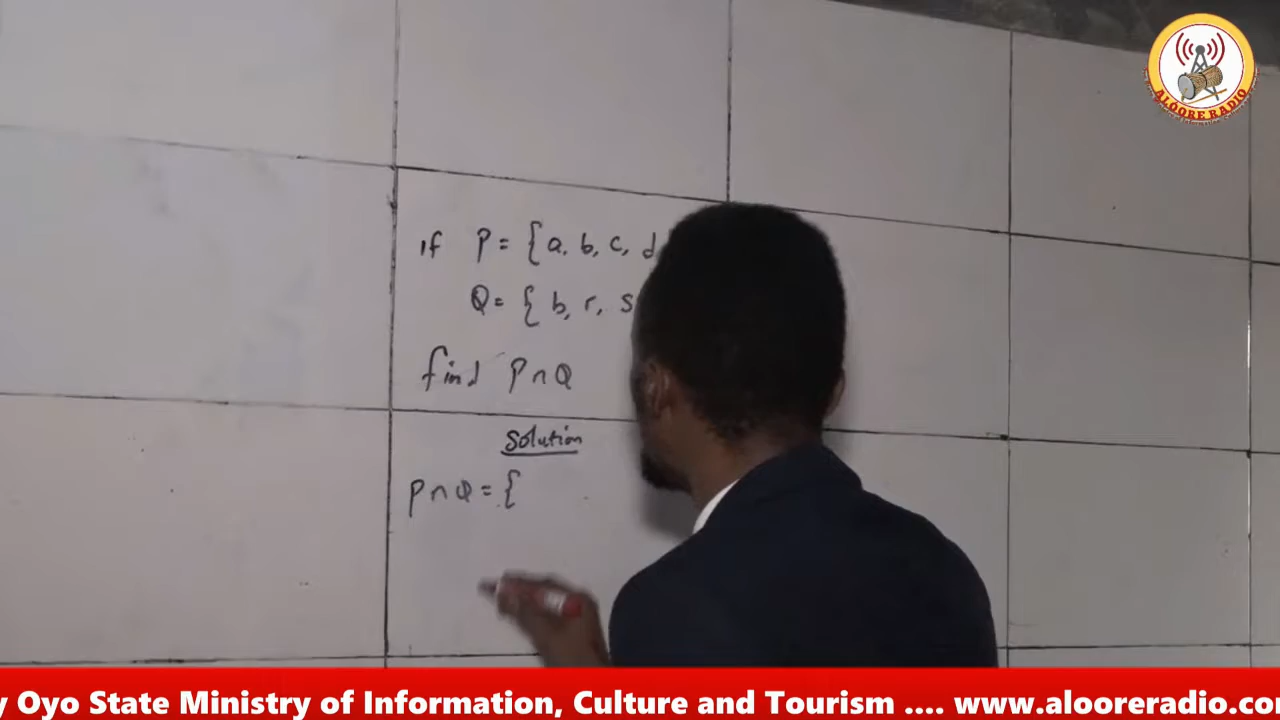 ALOORE RADIO
If P = { a, b, c, d
Q = { b, r, s
find P ∩ Q
Solution
P ∩ Q = {
y Oyo State Ministry of Information, Culture and Tourism .... www.alooreradio.co